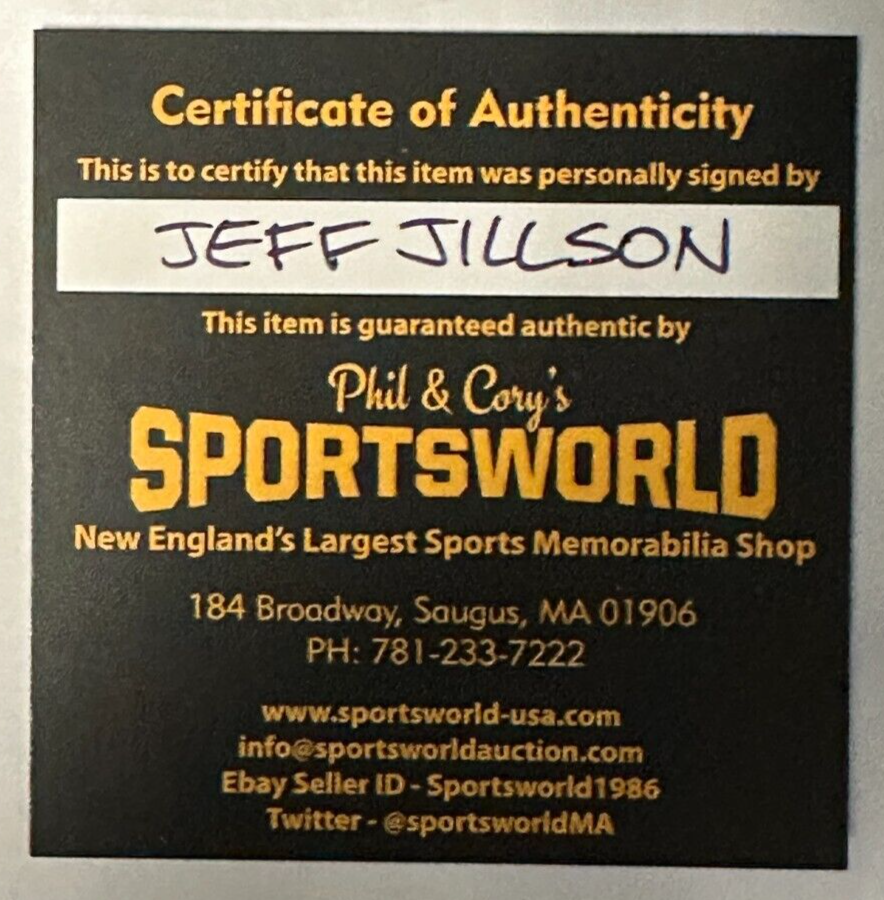 Certificate of Authenticity
This is to certify that this item was personally signed by
JEFF JILLSON
This item is guaranteed authentic by
Phil & Cory's
SPORTSWORLD
New England's Largest Sports Memorabilia Shop
184 Broadway, Saugus, MA 01906
PH: 781-233-7222
www.sportsworld-usa.com
info@sportsworldauction.com
Ebay Seller ID - Sportsworld1986
Twitter - @sportsworldMA